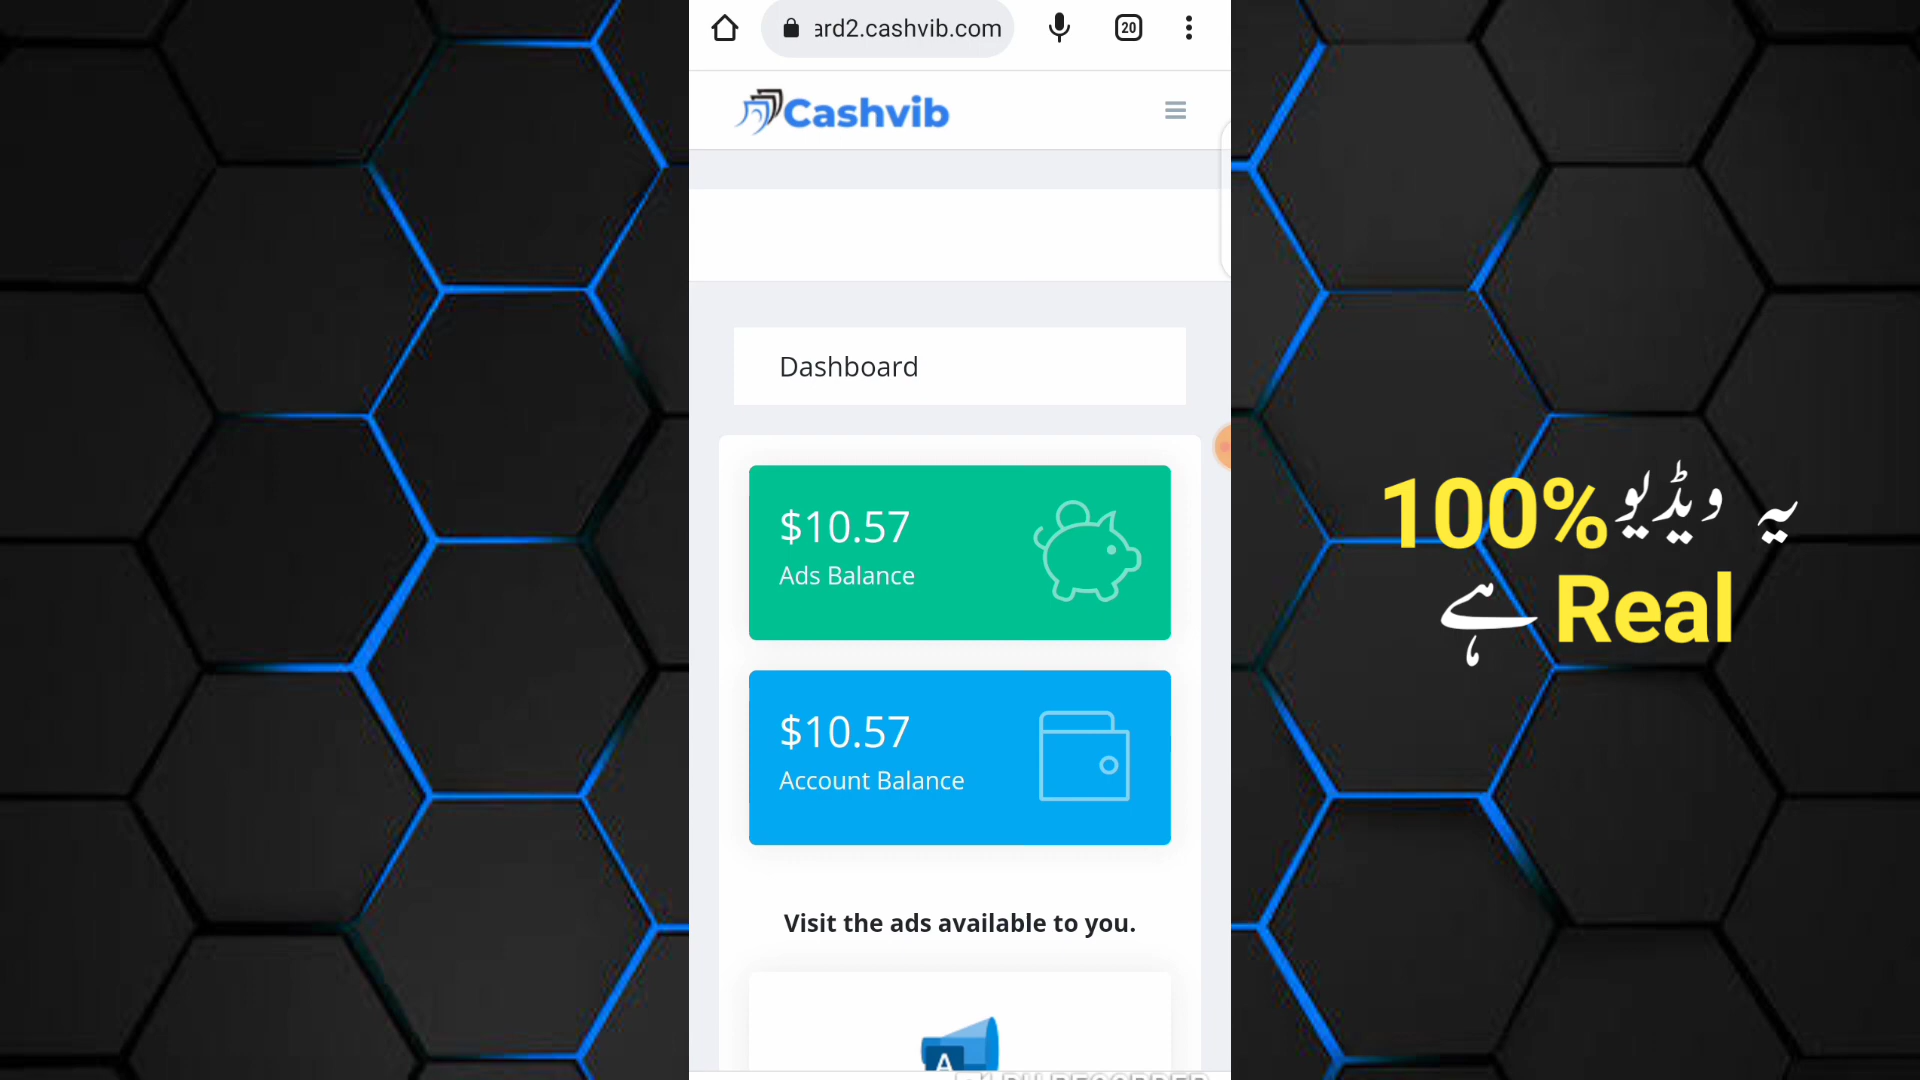 20
ard2.cashvib.com
Cashvib
Dashboard
$10.57
Ads Balance
$10.57
Account Balance
Visit the ads available to you.
A
یہ ویڈیو 100%
Real ہے